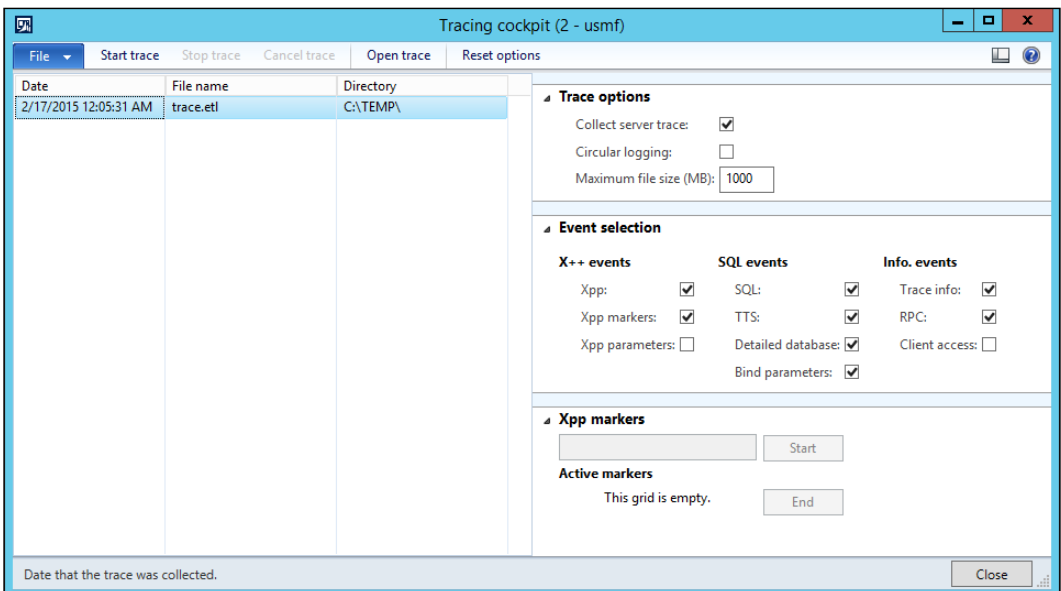 Tracing cockpit (2 - usmf)
File Start trace Stop trace Cancel trace Open trace Reset options
Date File name Directory
2/17/2015 12:05:31 AM trace.etl C:\TEMP\
Trace options
Collect server trace:
Circular logging:
Maximum file size (MB): 1000
Event selection
X++ events SQL events Info. events
Xpp: SQL: Trace info:
Xpp markers: TTS: RPC:
Xpp parameters: Detailed database: Client access:
Bind parameters:
Xpp markers
Start
Active markers
This grid is empty.
End
Date that the trace was collected.
Close